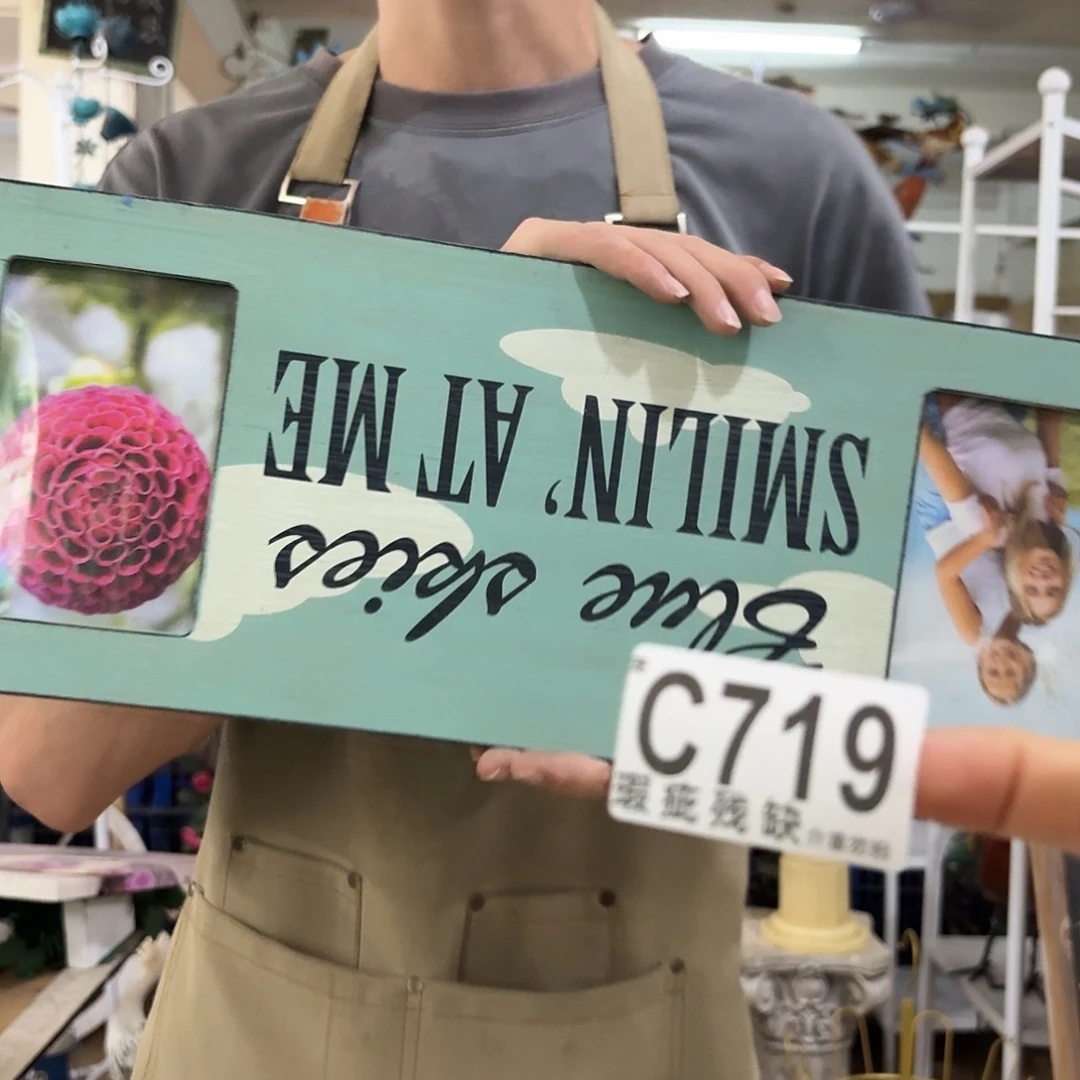 Blue skies
SMILIN' AT ME
C719
瑕疵残缺